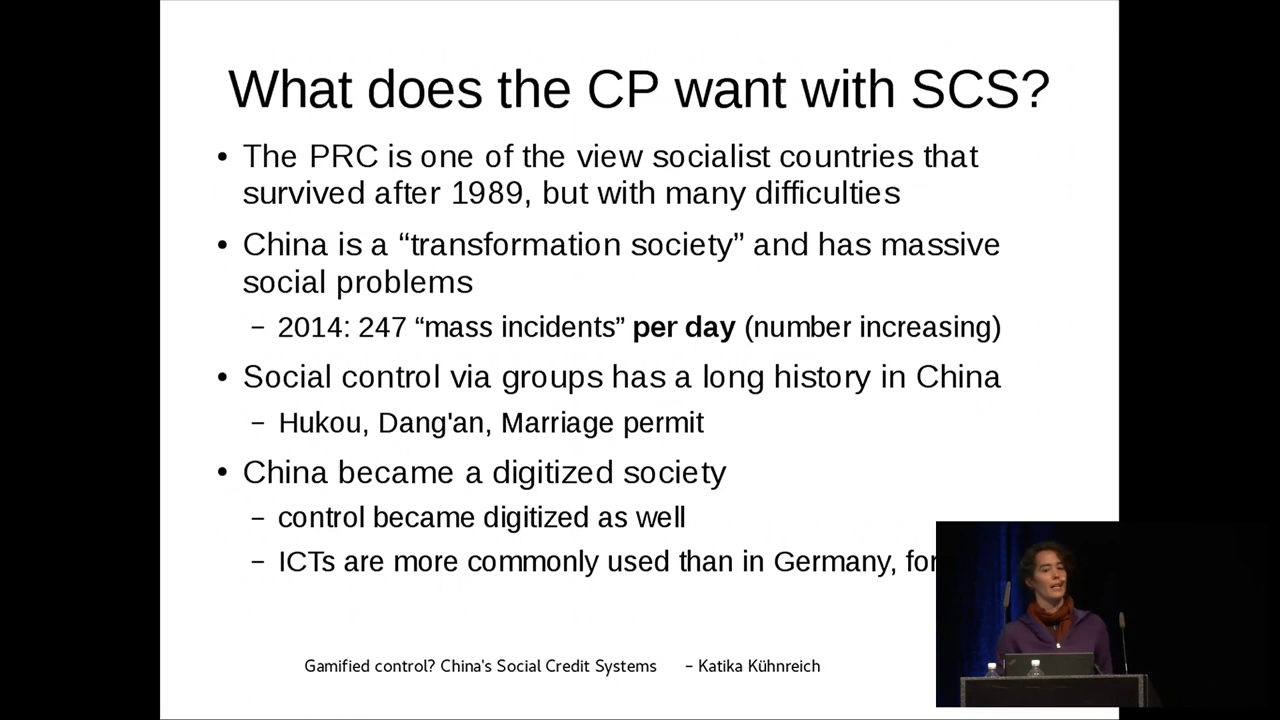 What does the CP want with SCS?
• The PRC is one of the view socialist countries that
survived after 1989, but with many difficulties
• China is a “transformation society” and has massive
social problems
– 2014: 247 “mass incidents” per day (number increasing)
• Social control via groups has a long history in China
– Hukou, Dang'an, Marriage permit
• China became a digitized society
– control became digitized as well
– ICTs are more commonly used than in Germany, for
Gamified control? China's Social Credit Systems – Katika Kühnreich